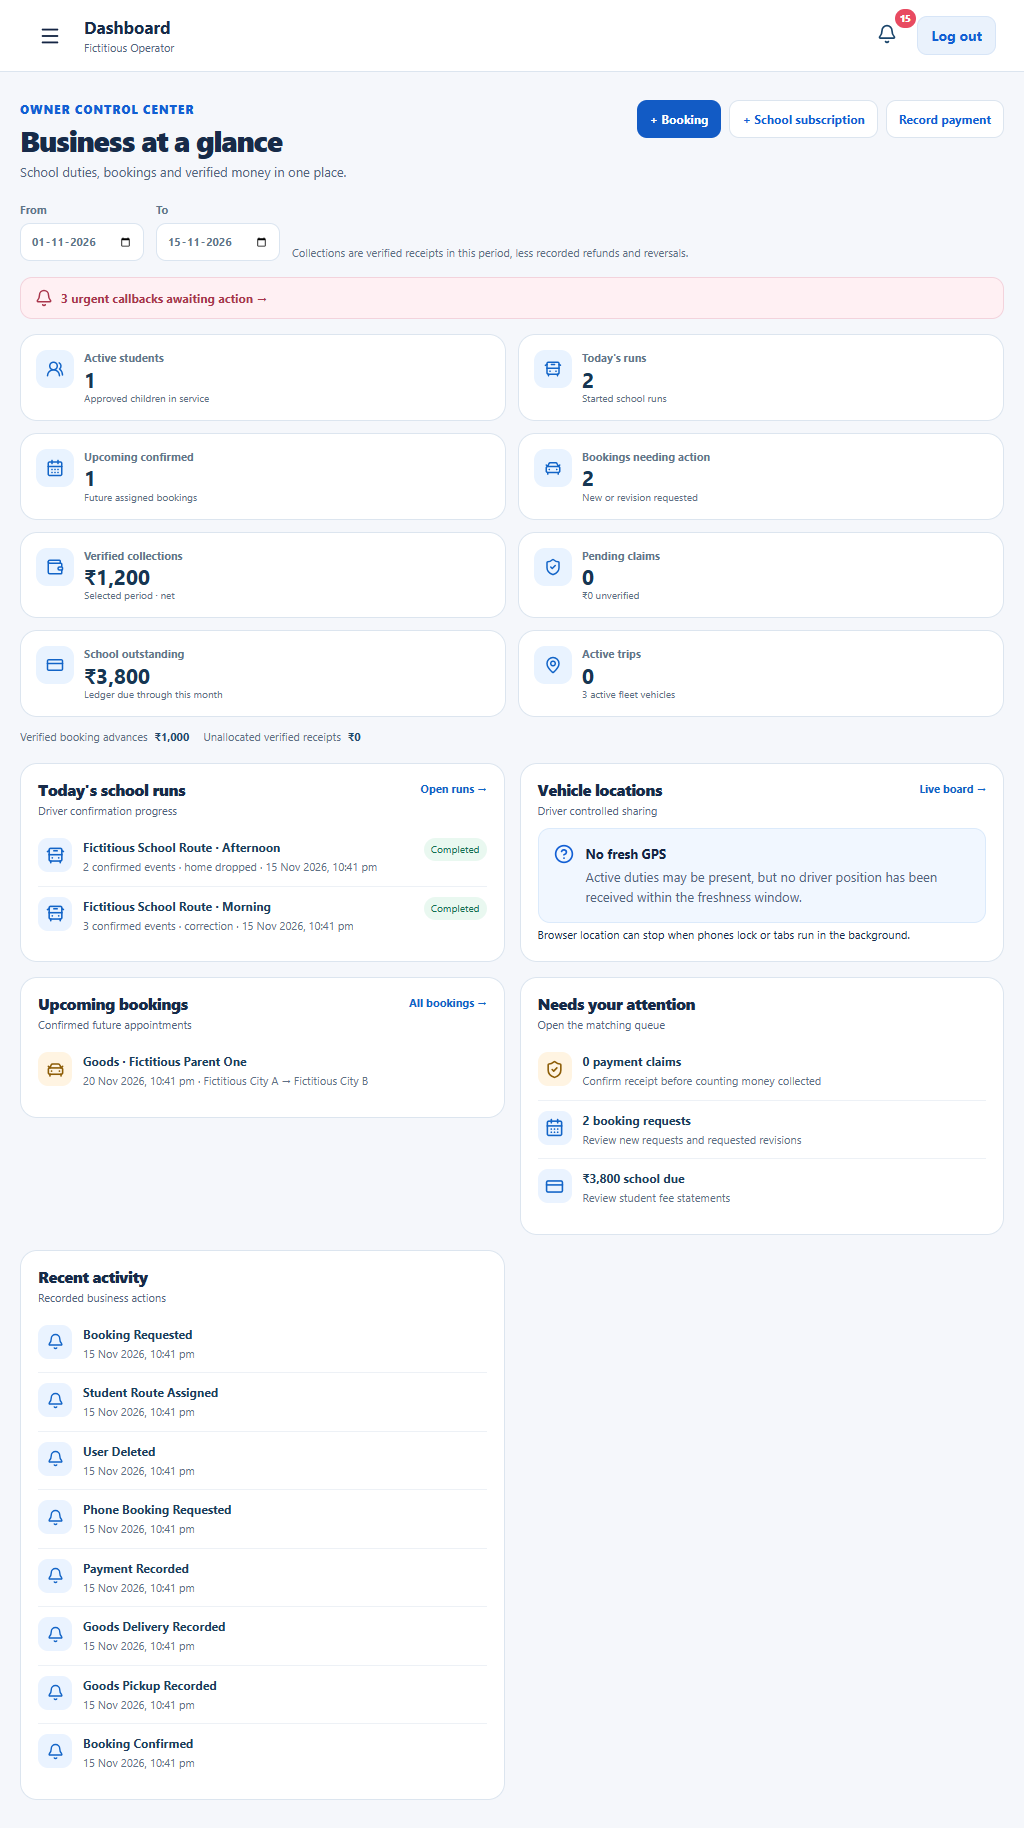 Dashboard
Fictitious Operator
15
Log out
OWNER CONTROL CENTER
Business at a glance
School duties, bookings and verified money in one place.
+ Booking
+ School subscription
Record payment
From
To
01-11-2026
15-11-2026
Collections are verified receipts in this period, less recorded refunds and reversals.
3 urgent callbacks awaiting action →
Active students
1
Approved children in service
Today's runs
2
Started school runs
Upcoming confirmed
1
Future assigned bookings
Bookings needing action
2
New or revision requested
Verified collections
₹1,200
Selected period · net
Pending claims
0
₹0 unverified
School outstanding
₹3,800
Ledger due through this month
Active trips
0
3 active fleet vehicles
Verified booking advances ₹1,000 Unallocated verified receipts ₹0
Today's school runs
Open runs →
Driver confirmation progress
Fictitious School Route · Afternoon
Completed
2 confirmed events · home dropped · 15 Nov 2026, 10:41 pm
Fictitious School Route · Morning
Completed
3 confirmed events · correction · 15 Nov 2026, 10:41 pm
Vehicle locations
Live board →
Driver controlled sharing
No fresh GPS
Active duties may be present, but no driver position has been
received within the freshness window.
Browser location can stop when phones lock or tabs run in the background.
Upcoming bookings
All bookings →
Confirmed future appointments
Goods · Fictitious Parent One
20 Nov 2026, 10:41 pm · Fictitious City A → Fictitious City B
Needs your attention
Open the matching queue
0 payment claims
Confirm receipt before counting money collected
2 booking requests
Review new requests and requested revisions
₹3,800 school due
Review student fee statements
Recent activity
Recorded business actions
Booking Requested
15 Nov 2026, 10:41 pm
Student Route Assigned
15 Nov 2026, 10:41 pm
User Deleted
15 Nov 2026, 10:41 pm
Phone Booking Requested
15 Nov 2026, 10:41 pm
Payment Recorded
15 Nov 2026, 10:41 pm
Goods Delivery Recorded
15 Nov 2026, 10:41 pm
Goods Pickup Recorded
15 Nov 2026, 10:41 pm
Booking Confirmed
15 Nov 2026, 10:41 pm